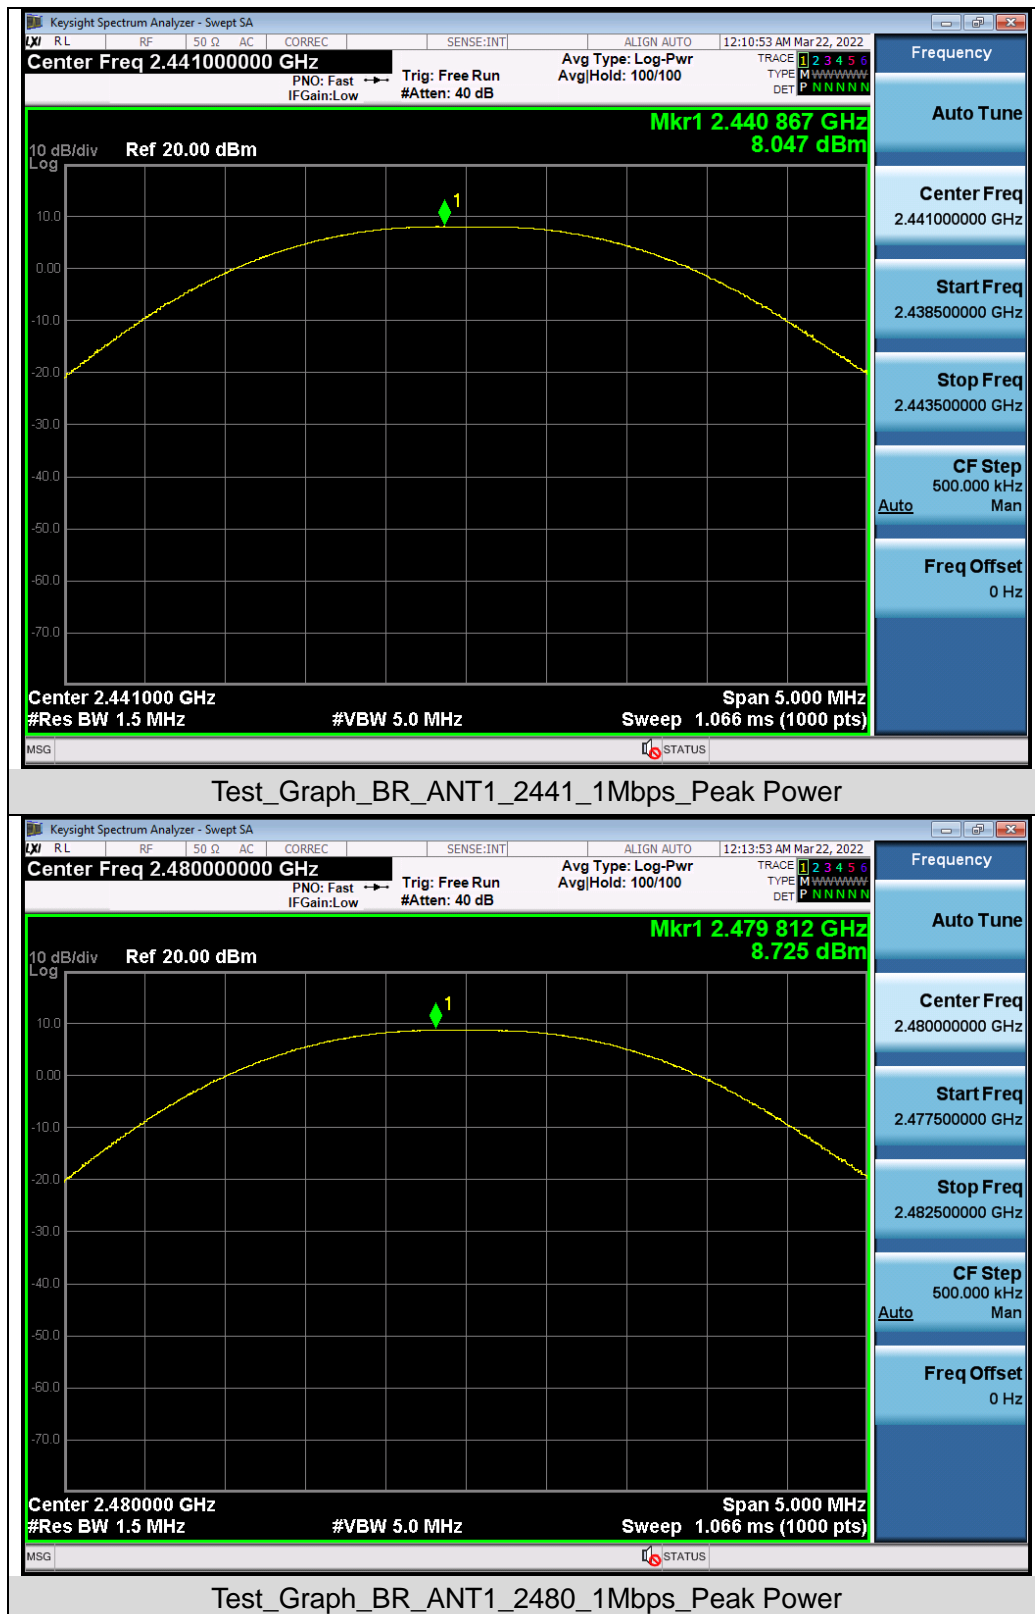 Keysight Spectrum Analyzer - Swept SA
LXI RL RF 50 Ω AC CORREC SENSE:INT ALIGN AUTO 12:10:53 AM Mar 22, 2022
Center Freq 2.441000000 GHz Avg Type: Log-Pwr TRACE 1 2 3 4 5 6
PNO: Fast Trig: Free Run Avg|Hold: 100/100 TYPE M WWWWW
IFGain:Low #Atten: 40 dB DET P N N N N N
Mkr1 2.440 867 GHz
8.047 dBm
10 dB/div Ref 20.00 dBm
Log
1
10.0
0.00
-10.0
-20.0
-30.0
-40.0
-50.0
-60.0
-70.0
Center 2.441000 GHz Span 5.000 MHz
#Res BW 1.5 MHz #VBW 5.0 MHz Sweep 1.066 ms (1000 pts)
MSG STATUS
Frequency
Auto Tune
Center Freq
2.441000000 GHz
Start Freq
2.438500000 GHz
Stop Freq
2.443500000 GHz
CF Step
500.000 kHz
Auto Man
Freq Offset
0 Hz
Test_Graph_BR_ANT1_2441_1Mbps_Peak Power
Keysight Spectrum Analyzer - Swept SA
LXI RL RF 50 Ω AC CORREC SENSE:INT ALIGN AUTO 12:13:53 AM Mar 22, 2022
Center Freq 2.480000000 GHz Avg Type: Log-Pwr TRACE 1 2 3 4 5 6
PNO: Fast Trig: Free Run Avg|Hold: 100/100 TYPE M WWWWW
IFGain:Low #Atten: 40 dB DET P N N N N N
Mkr1 2.479 812 GHz
8.725 dBm
10 dB/div Ref 20.00 dBm
Log
1
10.0
0.00
-10.0
-20.0
-30.0
-40.0
-50.0
-60.0
-70.0
Center 2.480000 GHz Span 5.000 MHz
#Res BW 1.5 MHz #VBW 5.0 MHz Sweep 1.066 ms (1000 pts)
MSG STATUS
Frequency
Auto Tune
Center Freq
2.480000000 GHz
Start Freq
2.477500000 GHz
Stop Freq
2.482500000 GHz
CF Step
500.000 kHz
Auto Man
Freq Offset
0 Hz
Test_Graph_BR_ANT1_2480_1Mbps_Peak Power